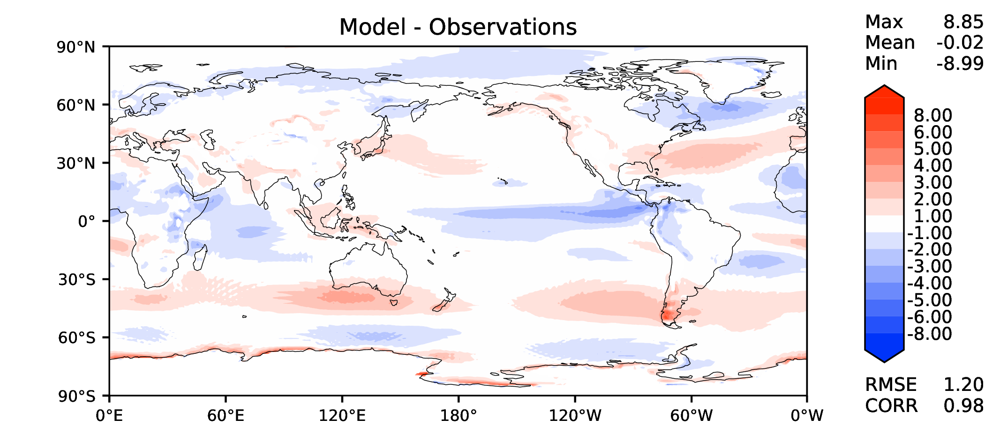 Model - Observations
Max 8.85
Mean -0.02
Min -8.99
90°N
60°N
30°N
0°
30°S
60°S
90°S
0°E 60°E 120°E 180° 120°W 60°W 0°W
8.00
6.00
5.00
4.00
3.00
2.00
1.00
-1.00
-2.00
-3.00
-4.00
-5.00
-6.00
-8.00
RMSE 1.20
CORR 0.98